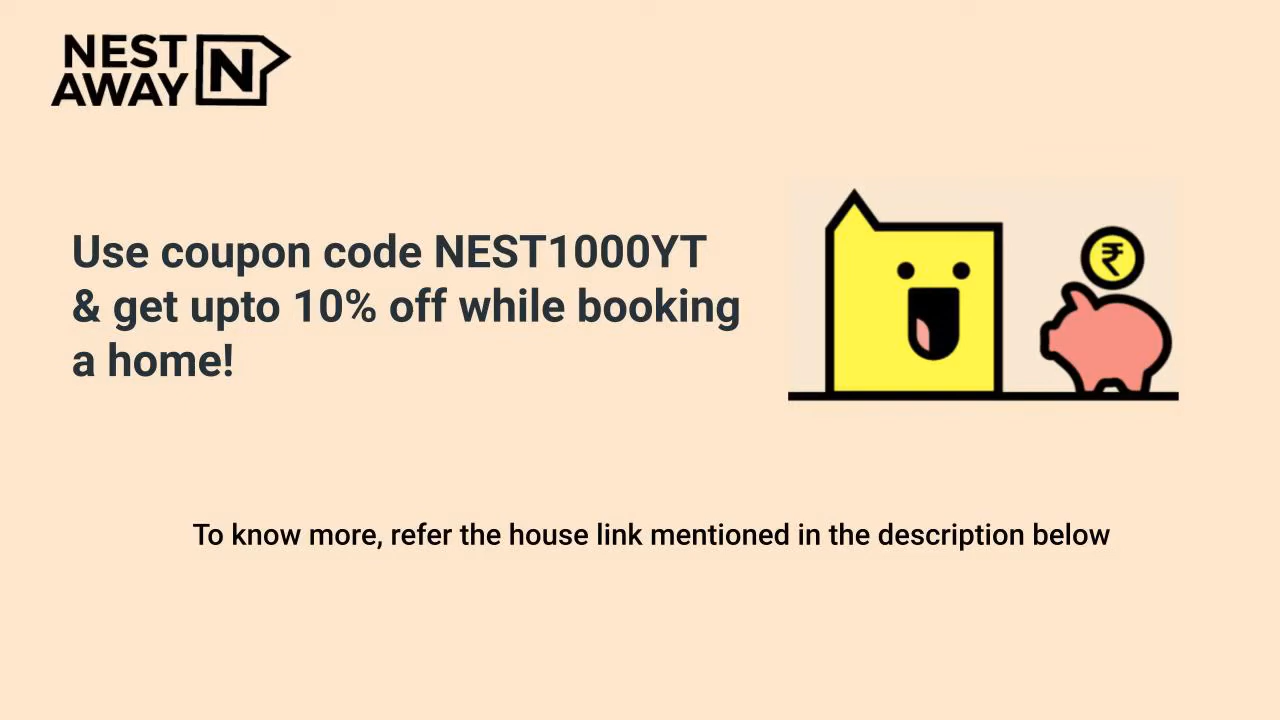 NEST
AWAY N
Use coupon code NEST1000YT
& get upto 10% off while booking
a home!
₹
To know more, refer the house link mentioned in the description below